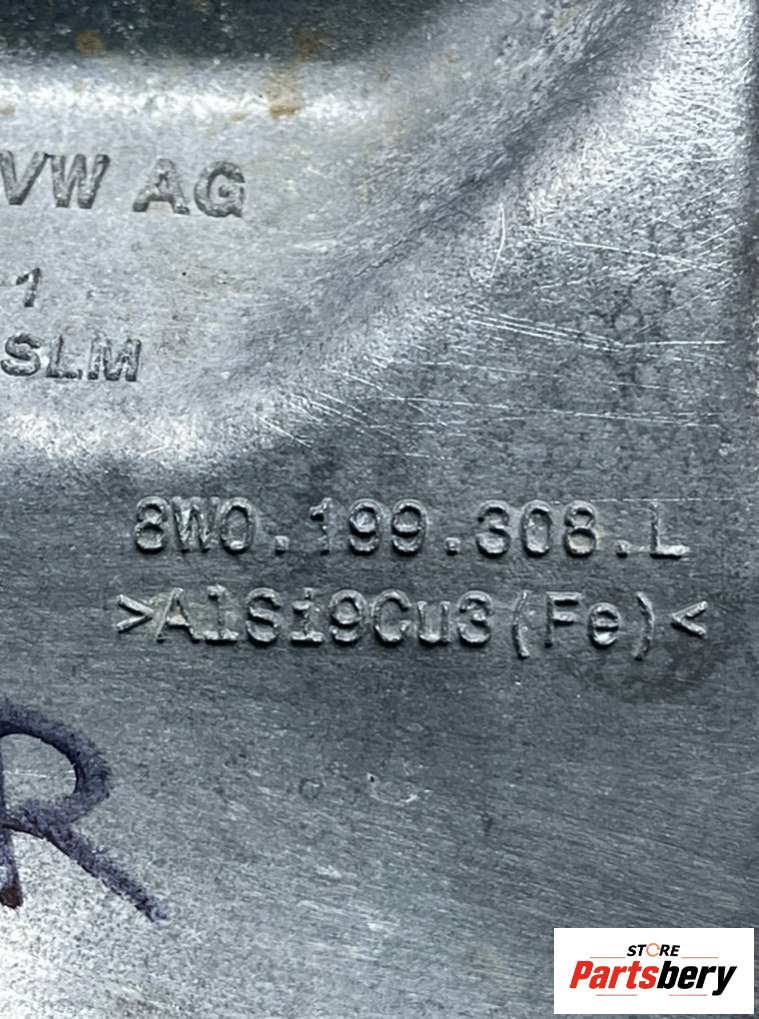 VW AG
1
SLM
8W0.199.308.L
>AlSi9Cu3(Fe)<
R
STORE
Partsbery